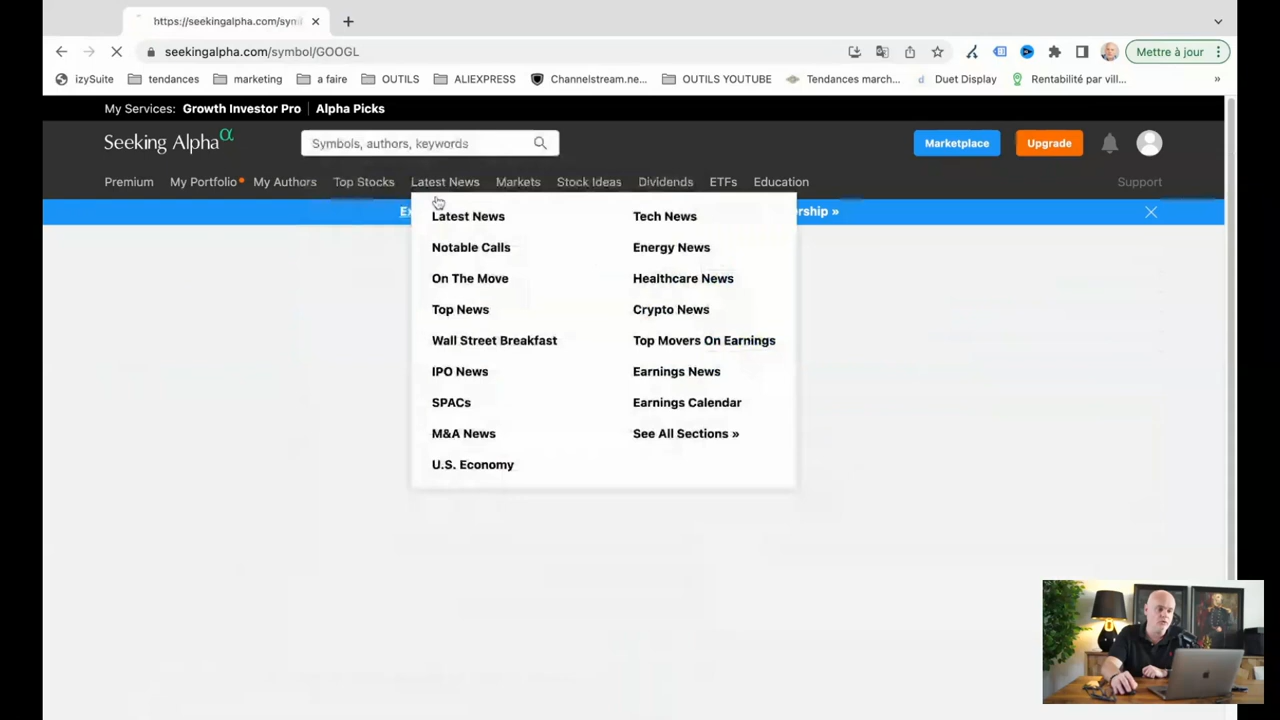 https://seekingalpha.com/sym
seekingalpha.com/symbol/GOOGL
Mettre à jour
izySuite tendances marketing a faire OUTILS ALIEXPRESS Channelstream.ne... OUTILS YOUTUBE Tendances march... Duet Display Rentabilité par vill... »
My Services: Growth Investor Pro | Alpha Picks
Seeking Alpha α
Symbols, authors, keywords
Marketplace
Upgrade
Premium My Portfolio My Authors Top Stocks Latest News Markets Stock Ideas Dividends ETFs Education Support
rship »
Latest News
Notable Calls
On The Move
Top News
Wall Street Breakfast
IPO News
SPACs
M&A News
U.S. Economy
Tech News
Energy News
Healthcare News
Crypto News
Top Movers On Earnings
Earnings News
Earnings Calendar
See All Sections »